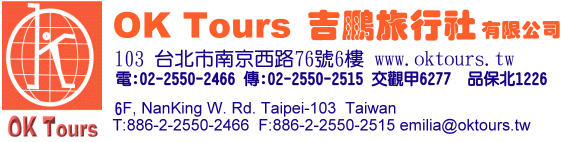 OK Tours 吉鵬旅行社 有限公司
103 台北市南京西路76號6樓 www.oktours.tw
電:02-2550-2466 傳:02-2550-2515 交觀甲6277 品保北1226
6F, NanKing W. Rd. Taipei-103 Taiwan
T:886-2-2550-2466 F:886-2-2550-2515 emilia@oktours.tw
OK Tours